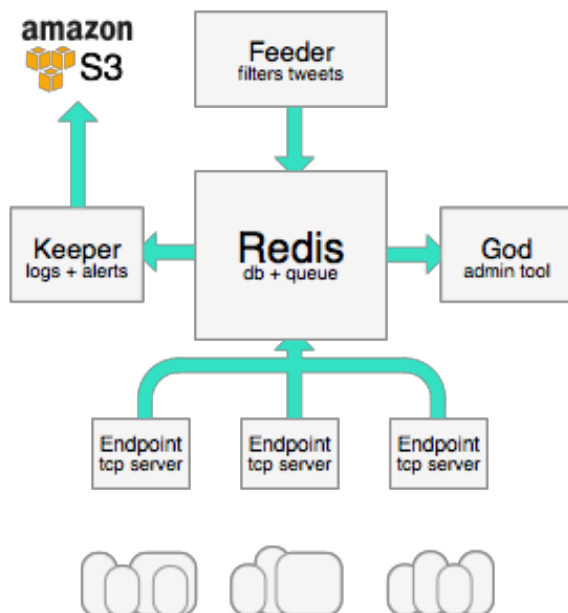 amazon
S3
Feeder
filters tweets
Keeper
logs + alerts
Redis
db + queue
God
admin tool
Endpoint
tcp server
Endpoint
tcp server
Endpoint
tcp server